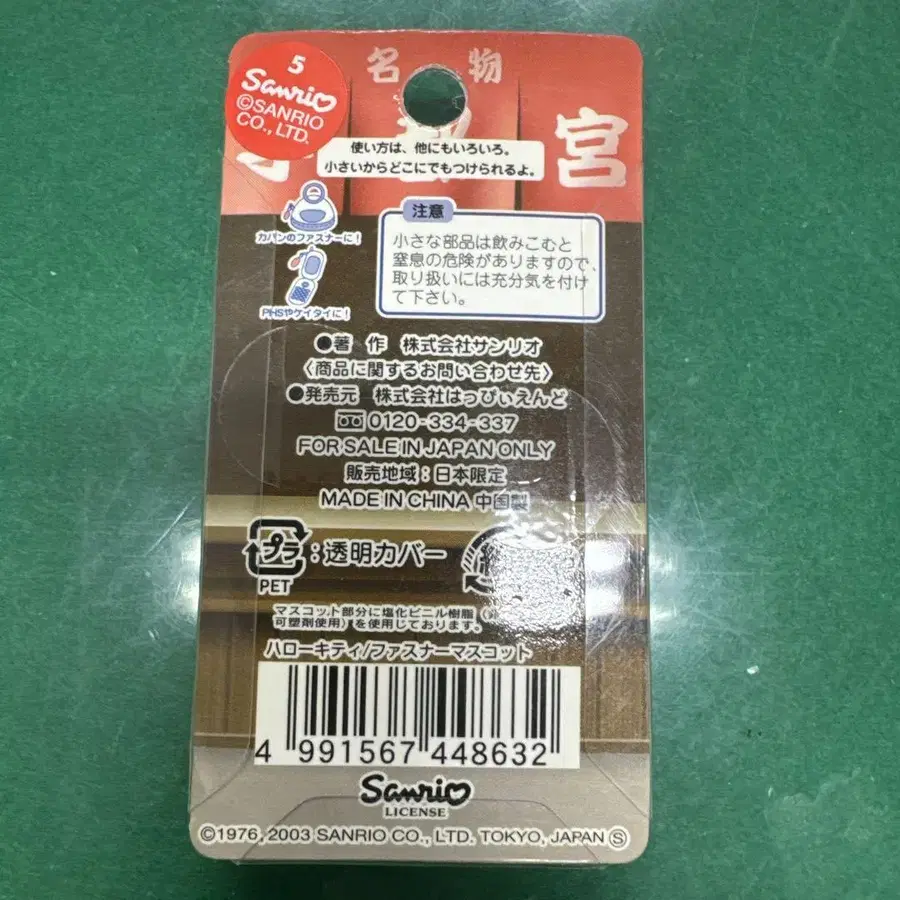 名物
宮
5
Sanrio
©SANRIO
CO., LTD.
使い方は、他にもいろいろ。
小さいからどこにでもつけられるよ。
カバンのファスナーに!
PHSやケイタイに!
注意
小さな部品は飲みこむと
窒息の危険がありますので、
取り扱いには充分気を付け
て下さい。
●著 作 株式会社サンリオ
〈商品に関するお問い合わせ先〉
●発売元 株式会社はっぴぃえんど
0120-334-337
FOR SALE IN JAPAN ONLY
販売地域:日本限定
MADE IN CHINA 中国製
プラ:透明カバー
PET
マスコット部分に塩化ビニル樹脂(
可塑剤使用)を使用しております。
ハローキティ/ファスナーマスコット
4 991567 448632
Sanrio
LICENSE
©1976, 2003 SANRIO CO., LTD. TOKYO, JAPAN Ⓢ